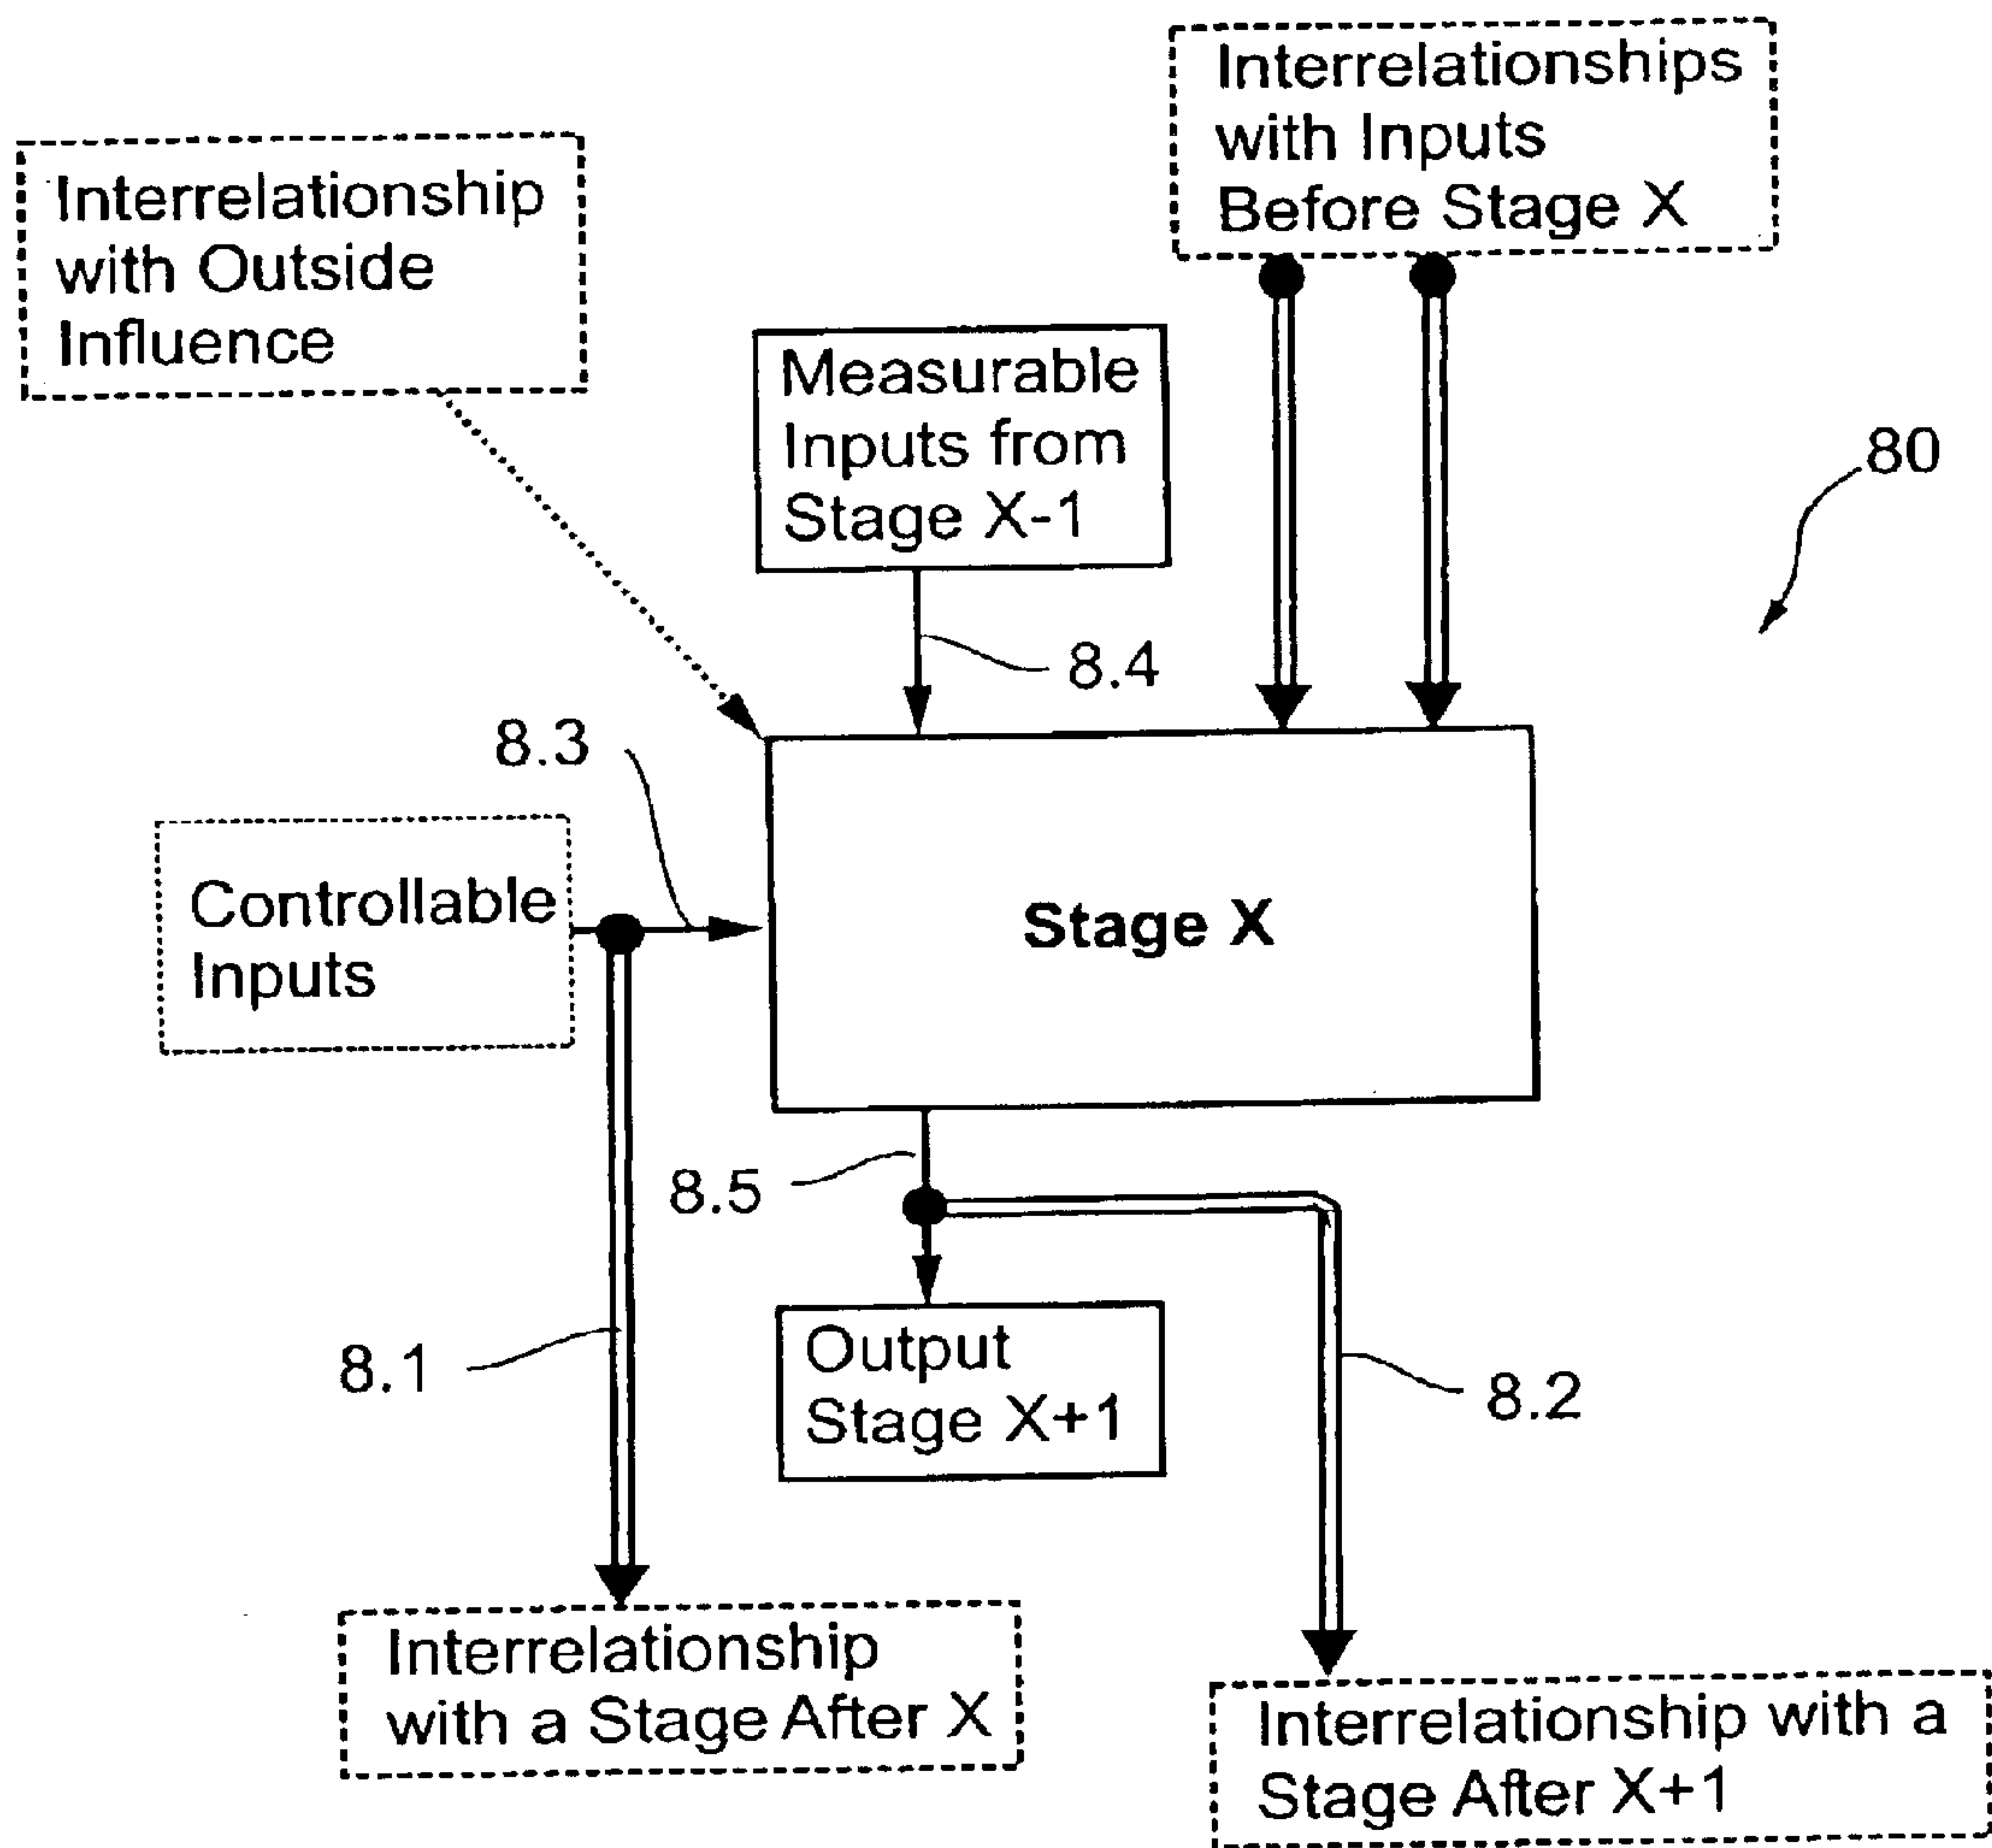 Interrelationships
with Inputs
Before Stage X
Interrelationship
with Outside
Influence
Measurable
Inputs from
Stage X-1
80
8.4
8.3
Controllable
Inputs
Stage X
8.5
Output
Stage X+1
8.1
8.2
Interrelationship
with a Stage After X
Interrelationship with a
Stage After X+1